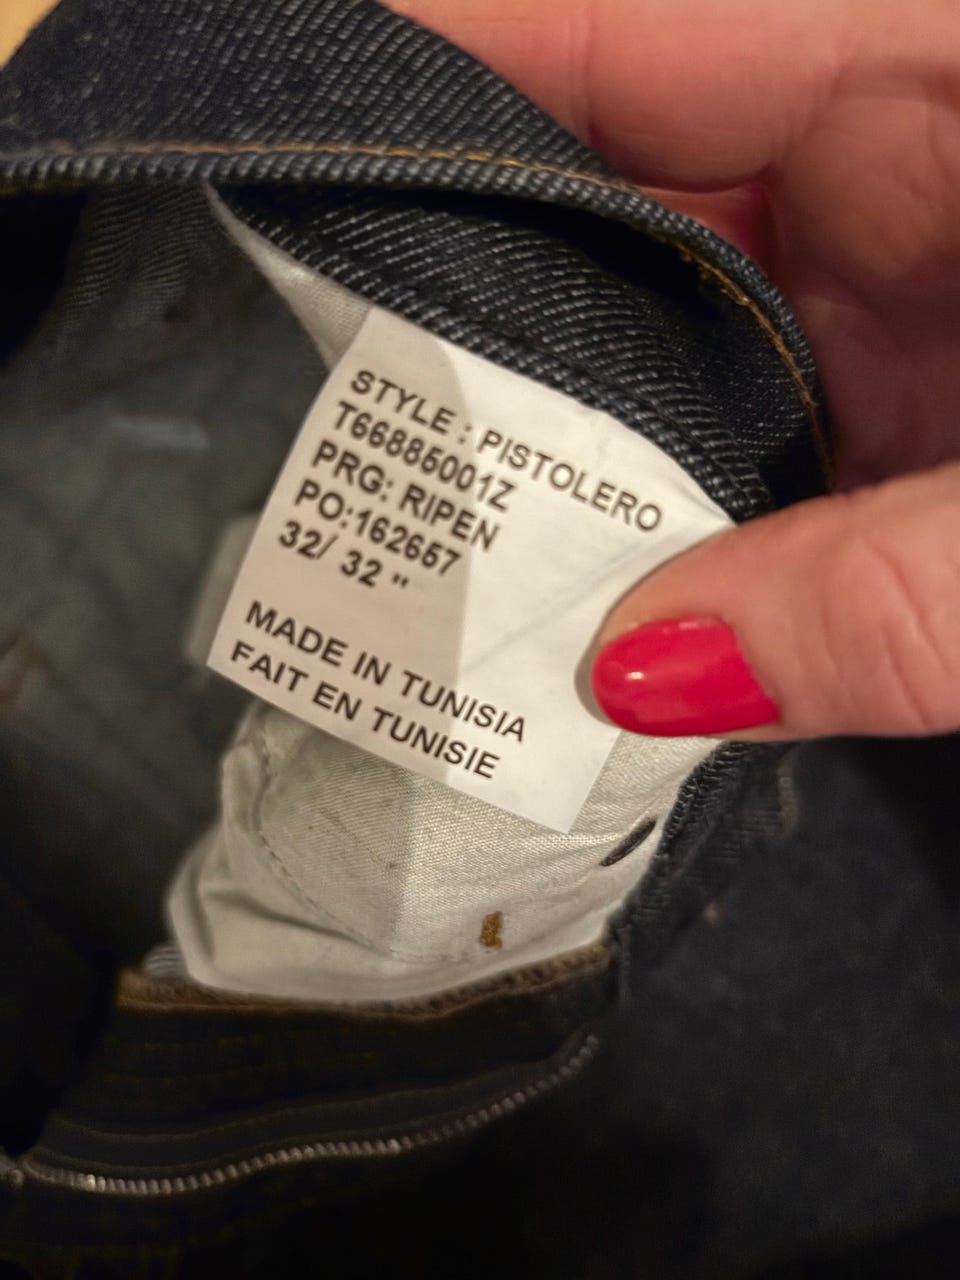 STYLE : PISTOLERO
T66885001Z
PRG: RIPEN
PO:162657
32/ 32 "
MADE IN TUNISIA
FAIT EN TUNISIE